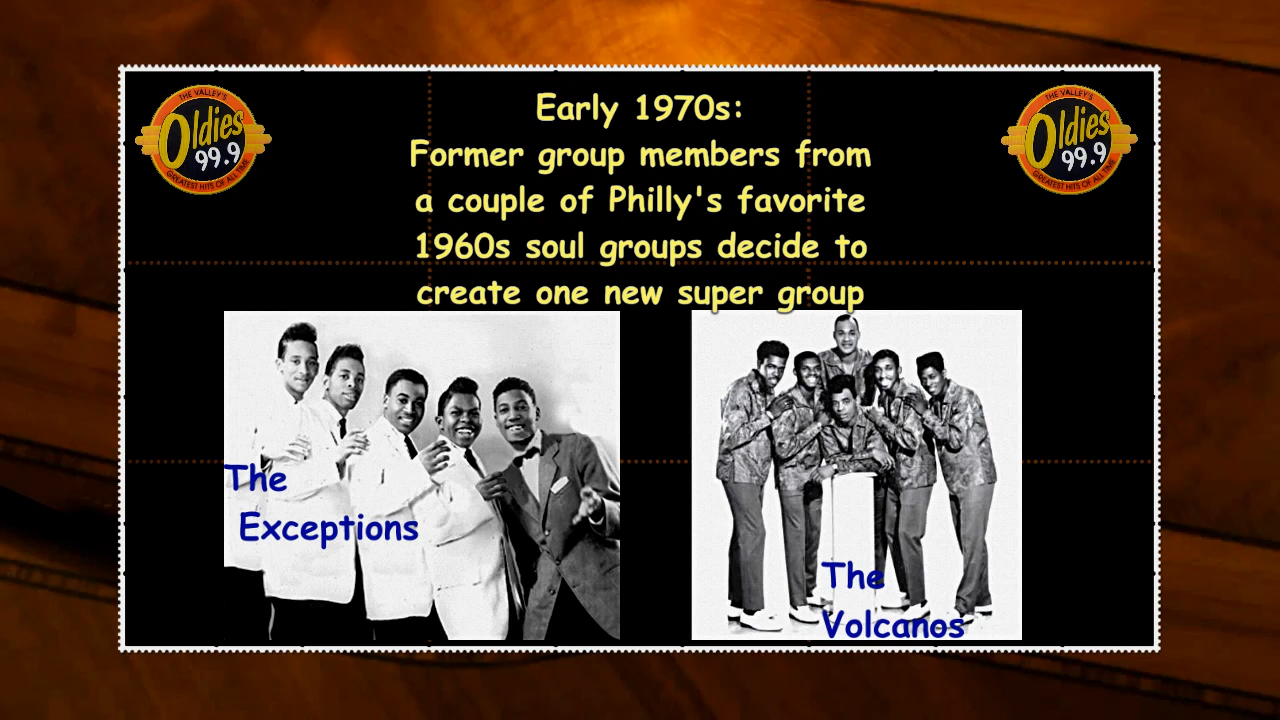 THE VALLEY'S
Oldies
99.9
GREATEST HITS OF ALL TIME
Early 1970s:
Former group members from
a couple of Philly's favorite
1960s soul groups decide to
create one new super group
THE VALLEY'S
Oldies
99.9
GREATEST HITS OF ALL TIME
The
Exceptions
The
Volcanos